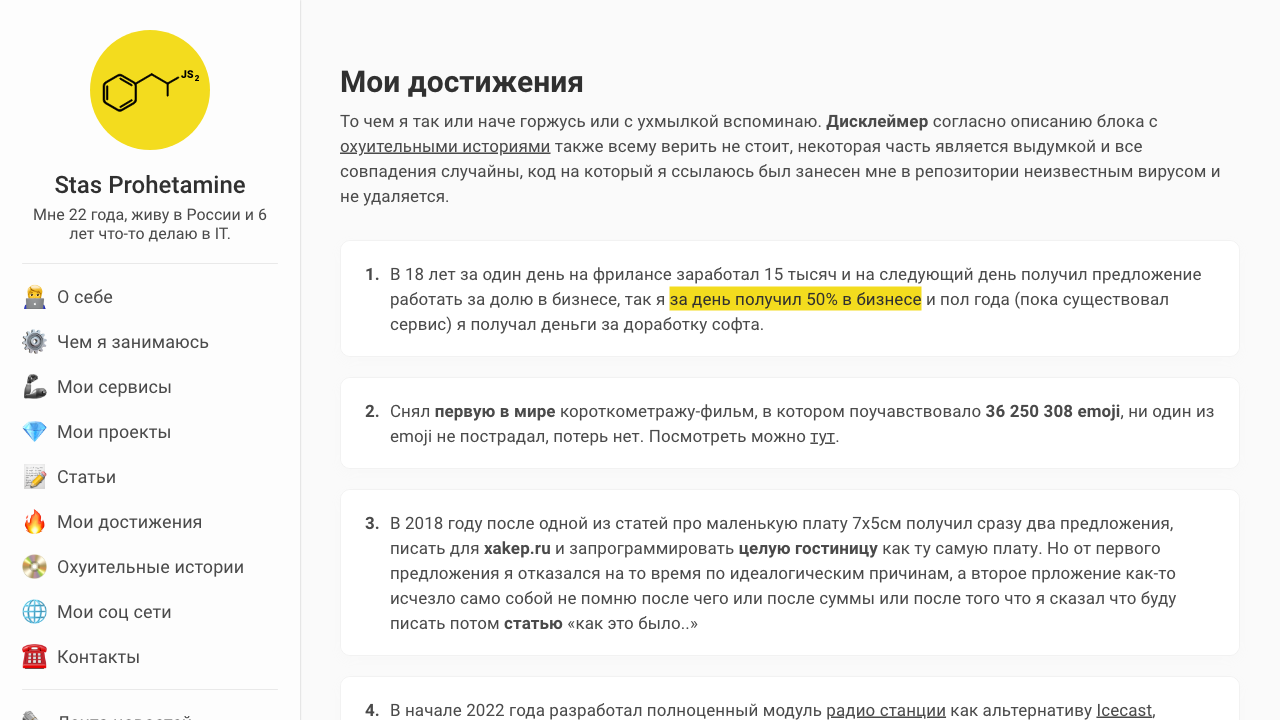 JS2
Stas Prohetamine
Мне 22 года, живу в России и 6
лет что-то делаю в IT.
О себе
Чем я занимаюсь
Мои сервисы
Мои проекты
Статьи
Мои достижения
Охуительные истории
Мои соц сети
Контакты
Лента новостей
Мои достижения
То чем я так или наче горжусь или с ухмылкой вспоминаю. Дисклеймер согласно описанию блока с
охуительными историями также всему верить не стоит, некоторая часть является выдумкой и все
совпадения случайны, код на который я ссылаюсь был занесен мне в репозитории неизвестным вирусом и
не удаляется.
1. В 18 лет за один день на фрилансе заработал 15 тысяч и на следующий день получил предложение
работать за долю в бизнесе, так я за день получил 50% в бизнесе и пол года (пока существовал
сервис) я получал деньги за доработку софта.
2. Снял первую в мире короткометражу-фильм, в котором поучавствовало 36 250 308 emoji, ни один из
emoji не пострадал, потерь нет. Посмотреть можно тут.
3. В 2018 году после одной из статей про маленькую плату 7x5см получил сразу два предложения,
писать для xakep.ru и запрограммировать целую гостиницу как ту самую плату. Но от первого
предложения я отказался на то время по идеалогическим причинам, а второе прложение как-то
исчезло само собой не помню после чего или после суммы или после того что я сказал что буду
писать потом статью «как это было..»
4. В начале 2022 года разработал полноценный модуль радио станции как альтернативу Icecast,